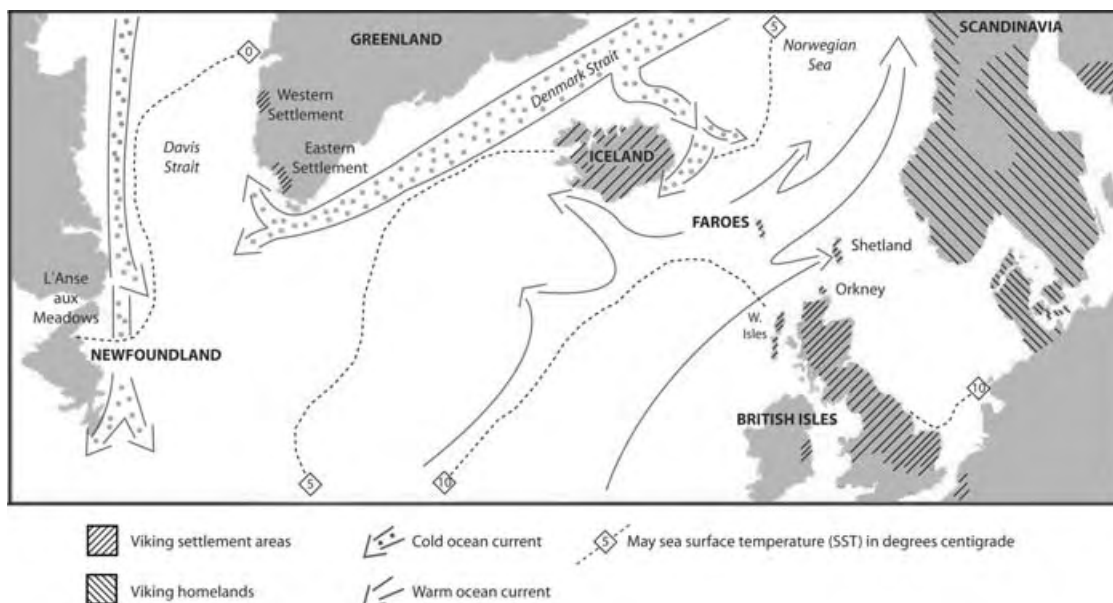 SCANDINAVIA
GREENLAND
5
Norwegian
Sea
0
Denmark Strait
Western
Settlement
Davis
Strait
Eastern
Settlement
ICELAND
FAROES
Shetland
L'Anse
aux
Meadows
Orkney
W.
Isles
NEWFOUNDLAND
10
BRITISH ISLES
5
10
Viking settlement areas
Cold ocean current
5
May sea surface temperature (SST) in degrees centigrade
Viking homelands
Warm ocean current